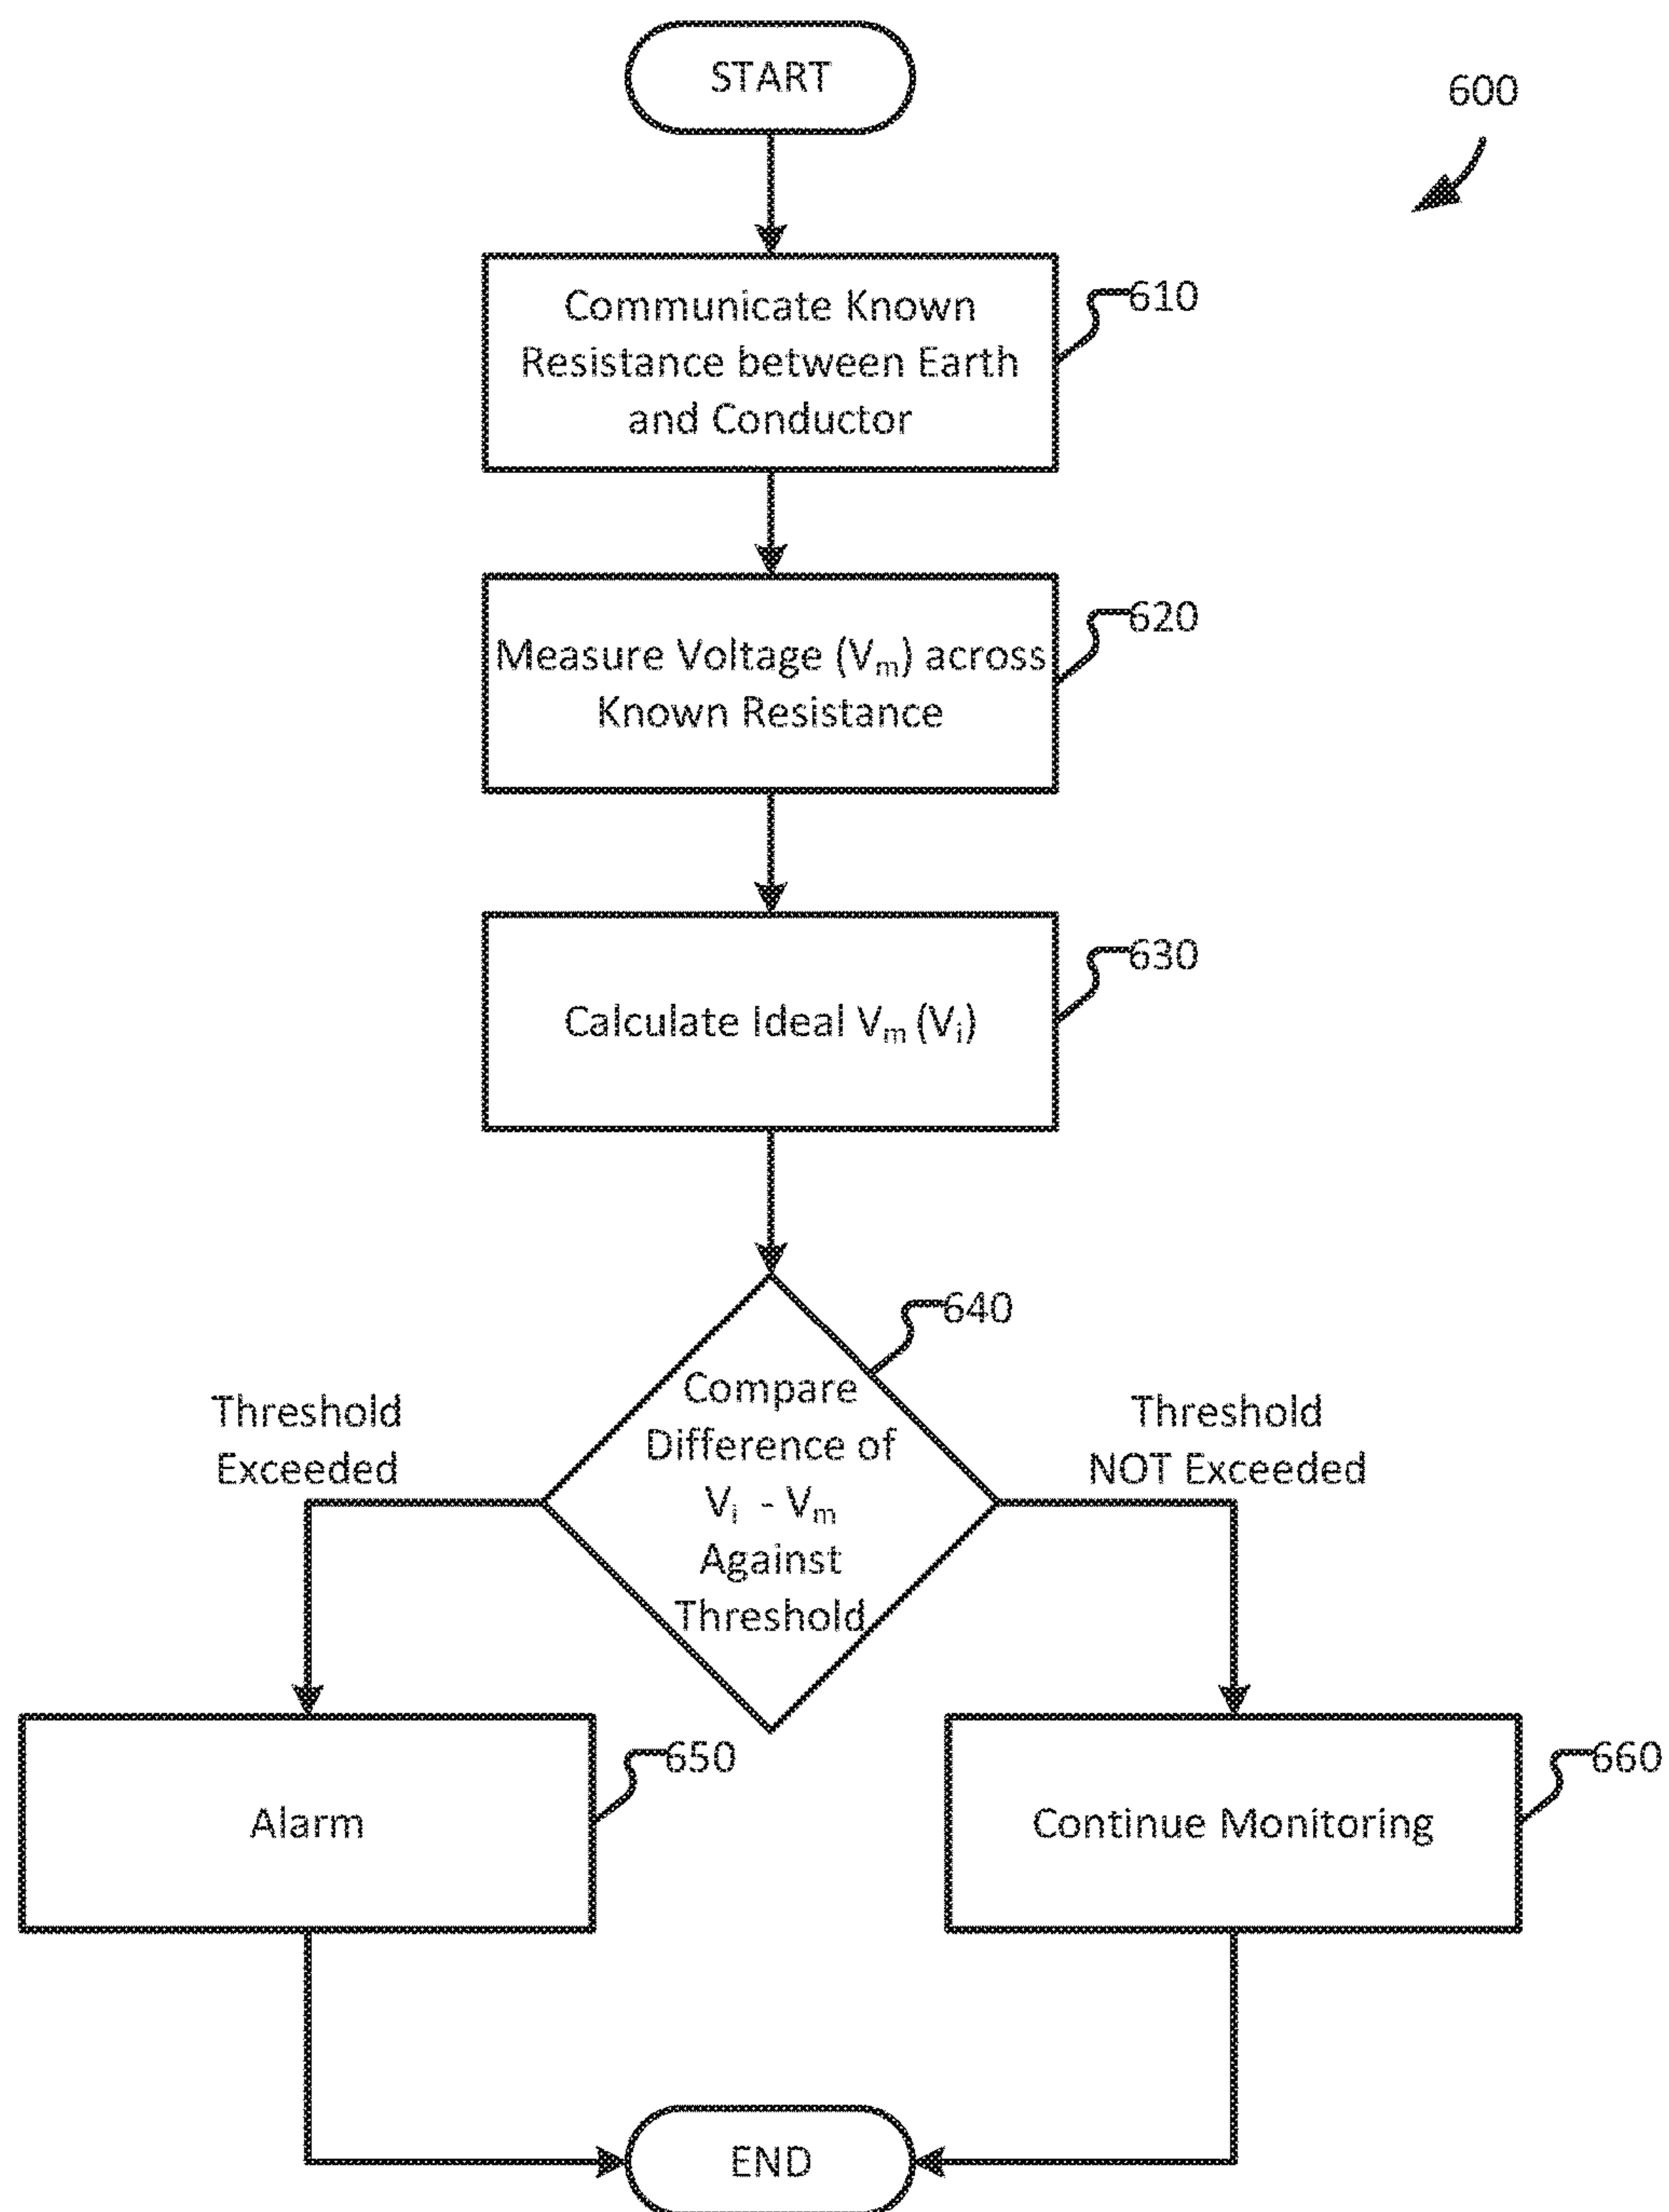 START
600
Communicate Known
Resistance between Earth
and Conductor
610
Measure Voltage (Vₘ) across
Known Resistance
620
Calculate Ideal Vₘ (Vᵢ)
630
640
Compare
Difference of
Vᵢ - Vₘ
Against
Threshold
Threshold
Exceeded
Threshold
NOT Exceeded
Alarm
650
Continue Monitoring
660
END